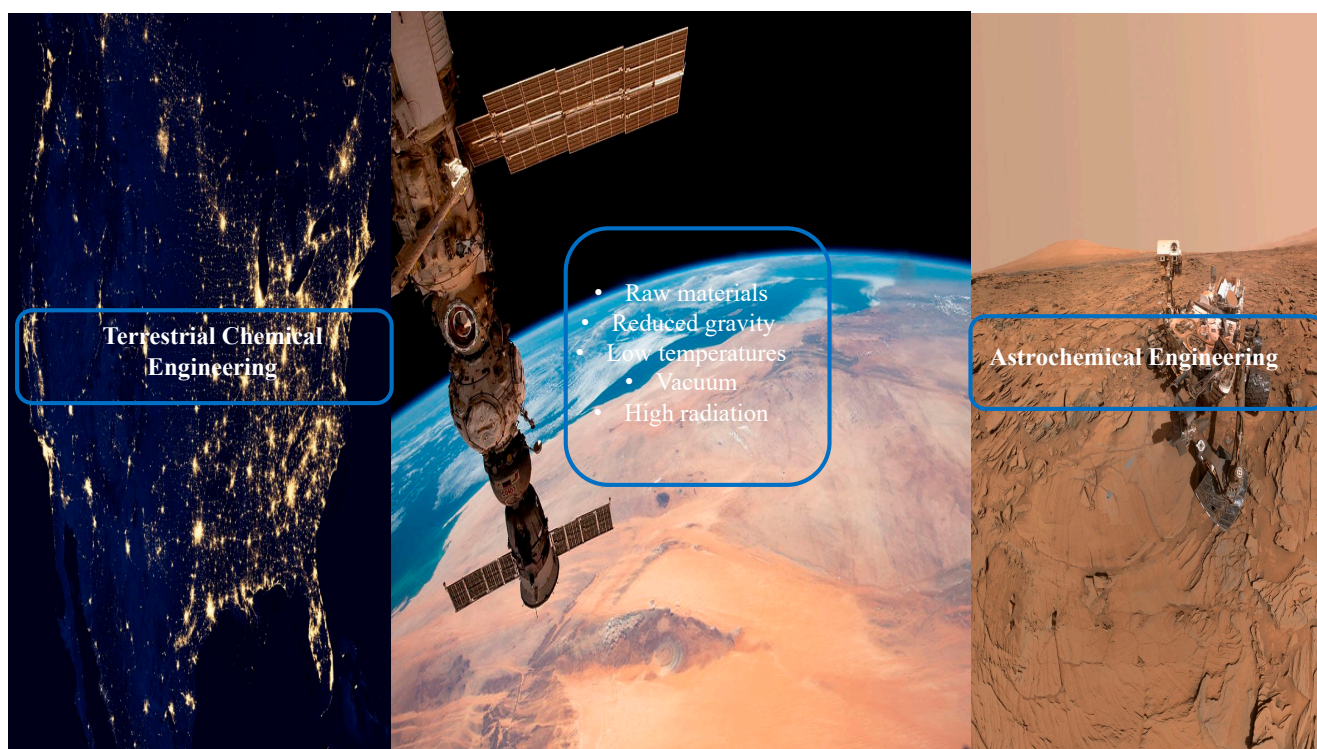 Terrestrial Chemical
Engineering
• Raw materials
• Reduced gravity
• Low temperatures
• Vacuum
• High radiation
Astrochemical Engineering